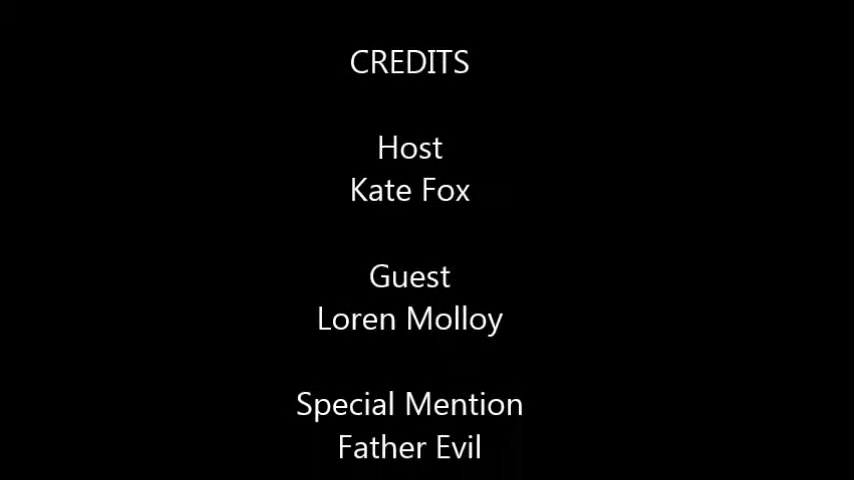 CREDITS
Host
Kate Fox
Guest
Loren Molloy
Special Mention
Father Evil